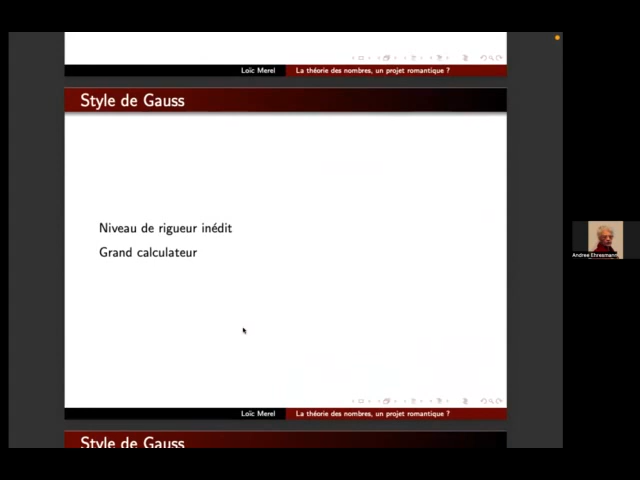 Loïc Merel La théorie des nombres, un projet romantique ?
Style de Gauss
Niveau de rigueur inédit
Grand calculateur
Andree Ehresmann
Loïc Merel La théorie des nombres, un projet romantique ?
Style de Gauss